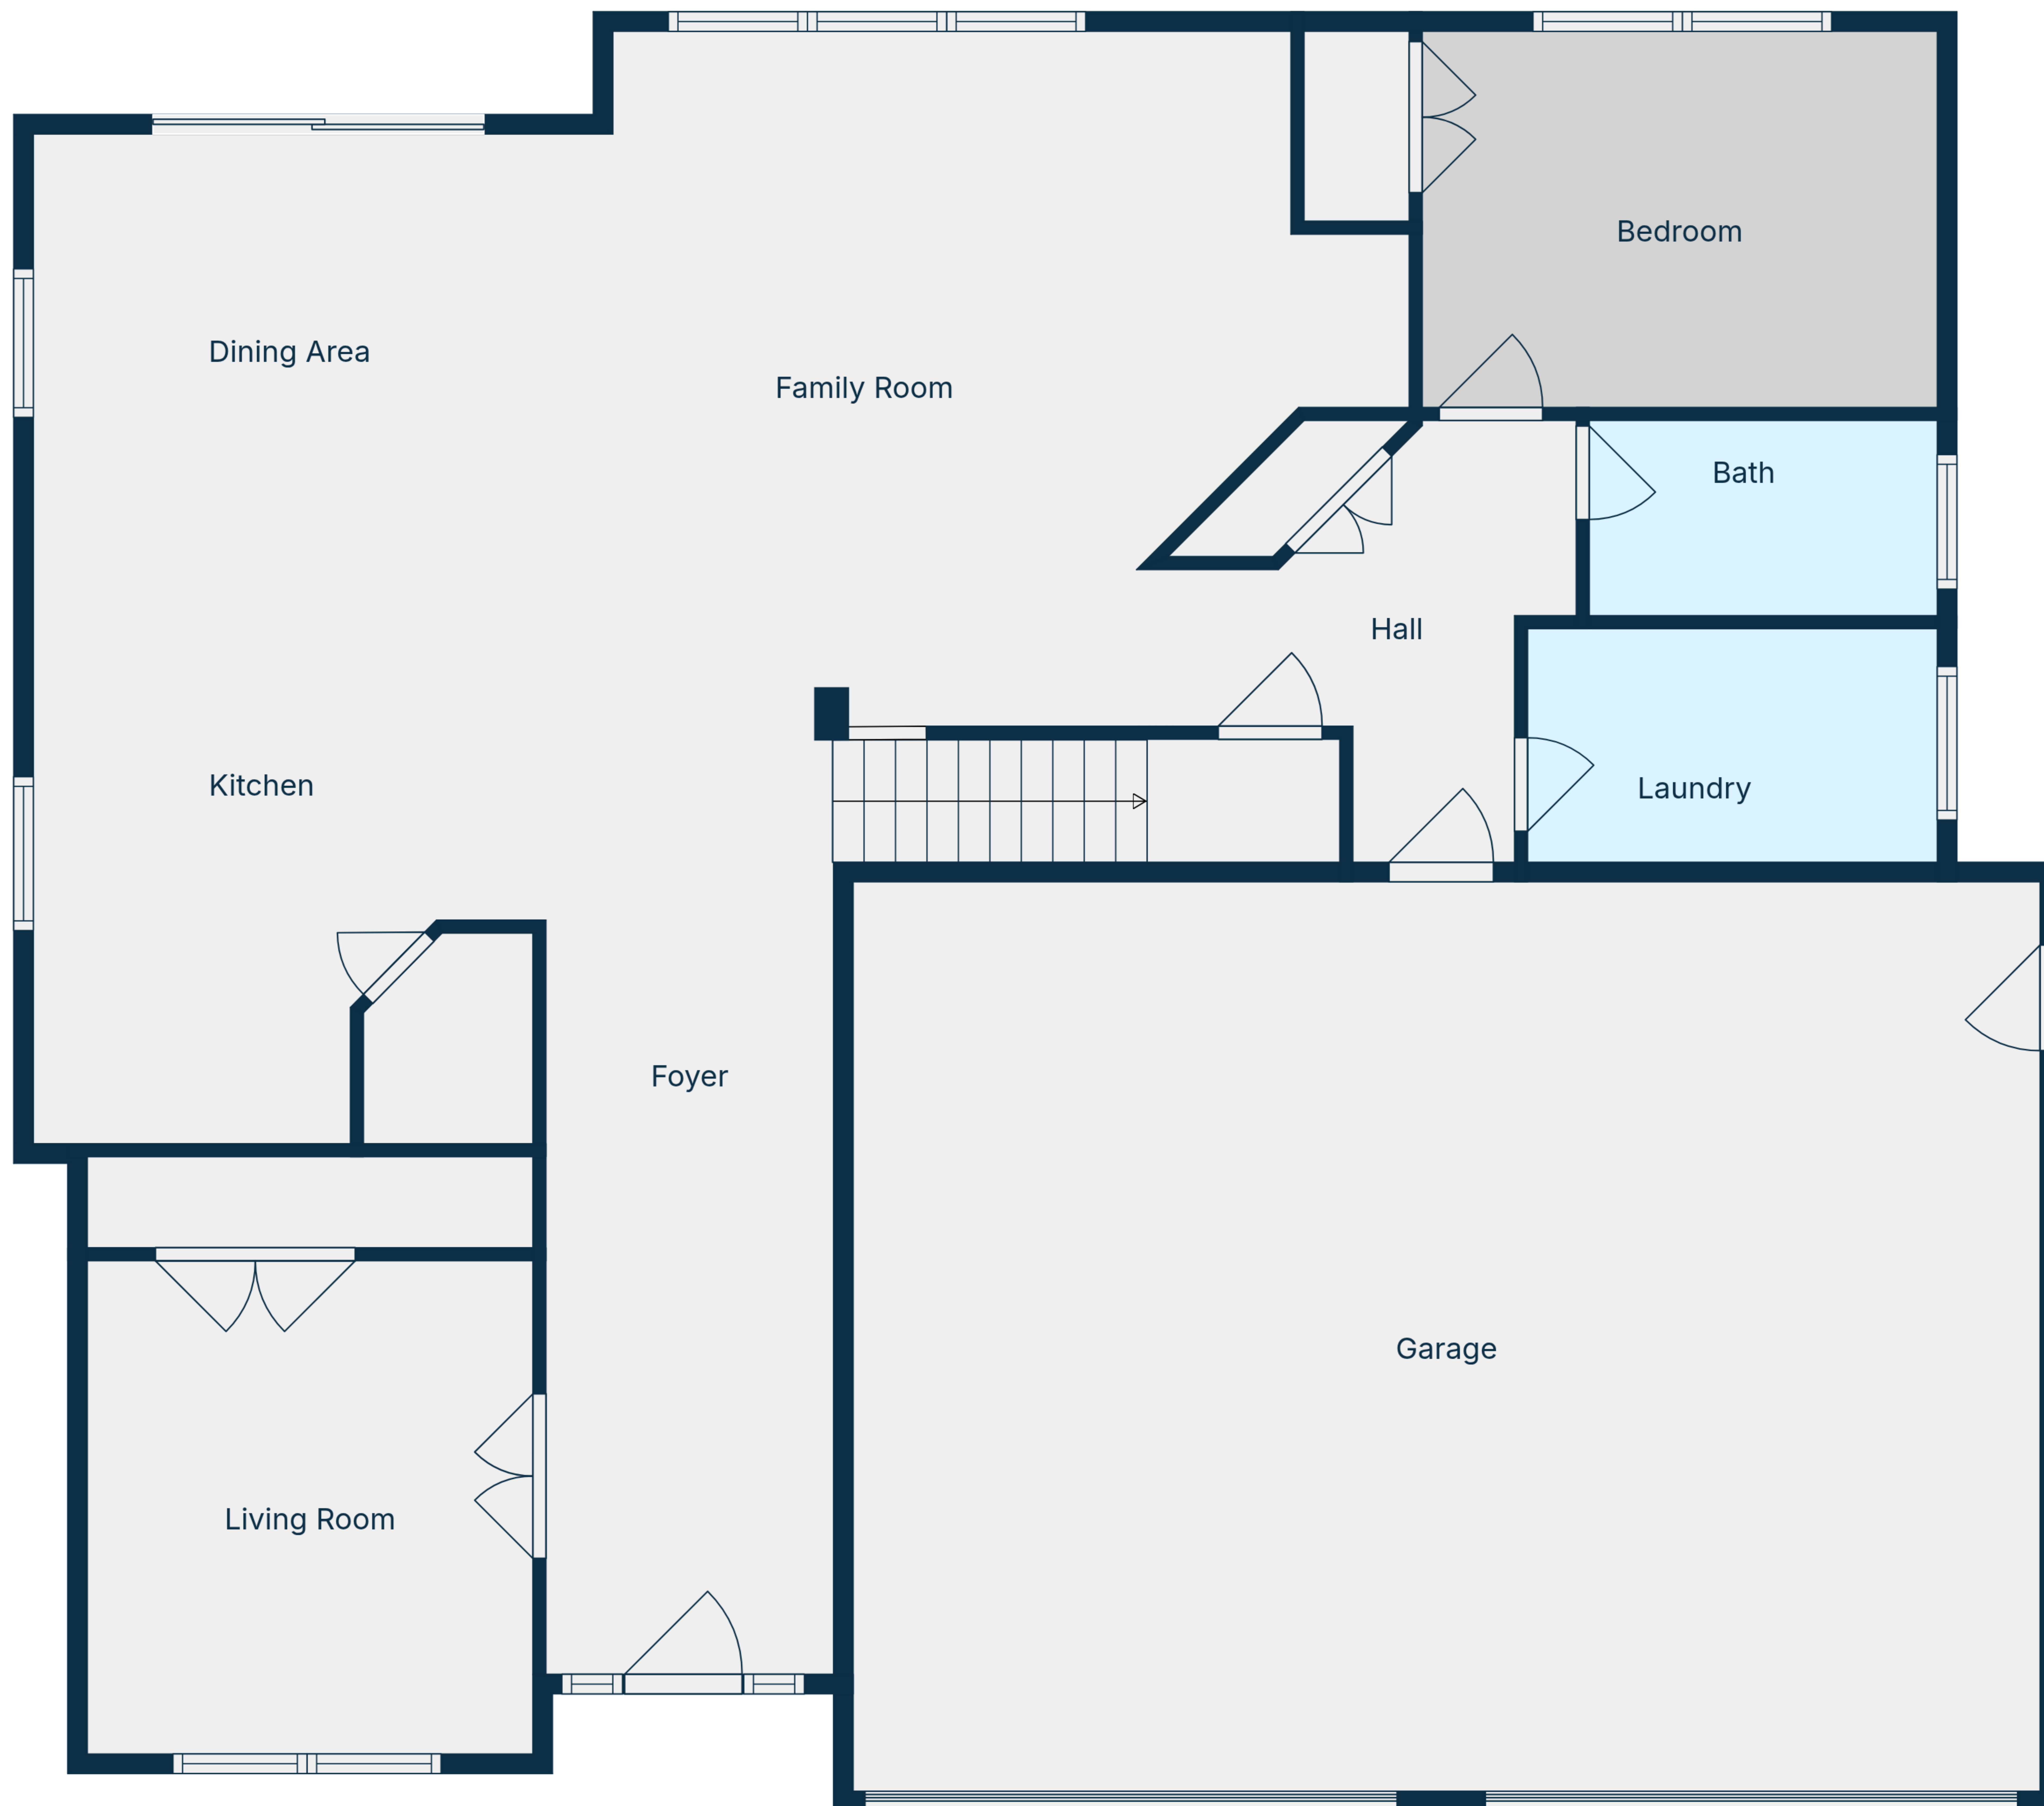 Bedroom
Dining Area
Family Room
Bath
Hall
Kitchen
Laundry
Foyer
Garage
Living Room